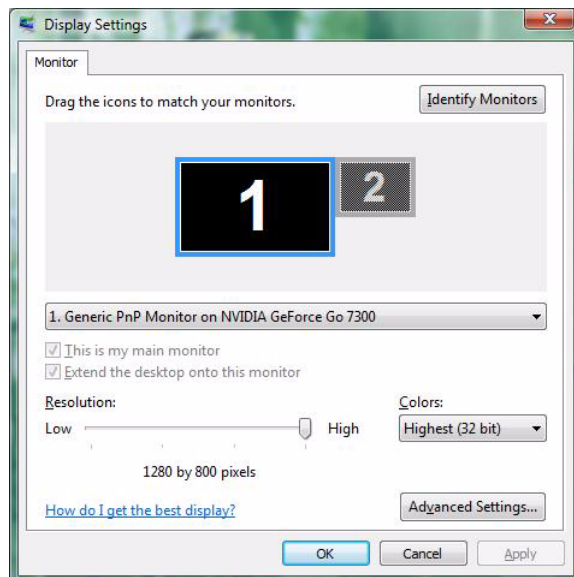 Display Settings
Monitor
Drag the icons to match your monitors.
Identify Monitors
1
2
1. Generic PnP Monitor on NVIDIA GeForce Go 7300
This is my main monitor
Extend the desktop onto this monitor
Resolution:
Colors:
Low
High
Highest (32 bit)
1280 by 800 pixels
How do I get the best display?
Advanced Settings...
OK
Cancel
Apply